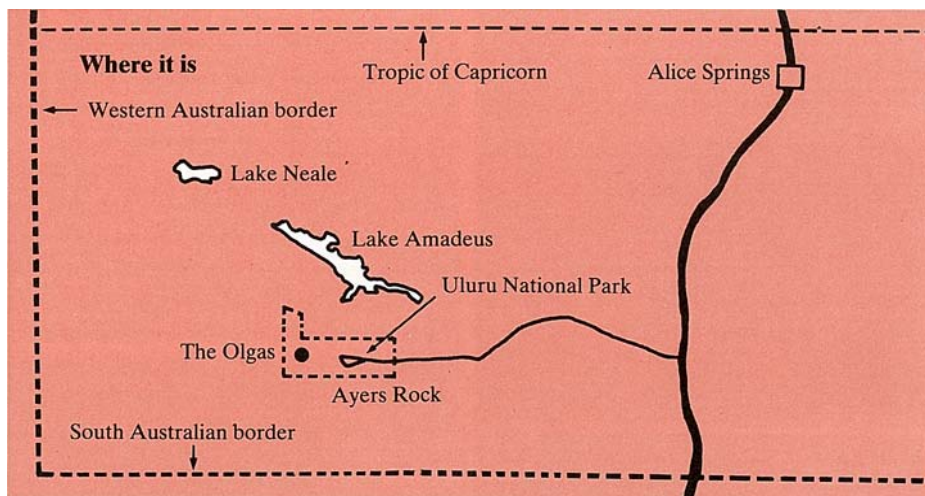 Where it is
Tropic of Capricorn
Alice Springs
Western Australian border
Lake Neale
Lake Amadeus
Uluru National Park
The Olgas
Ayers Rock
South Australian border